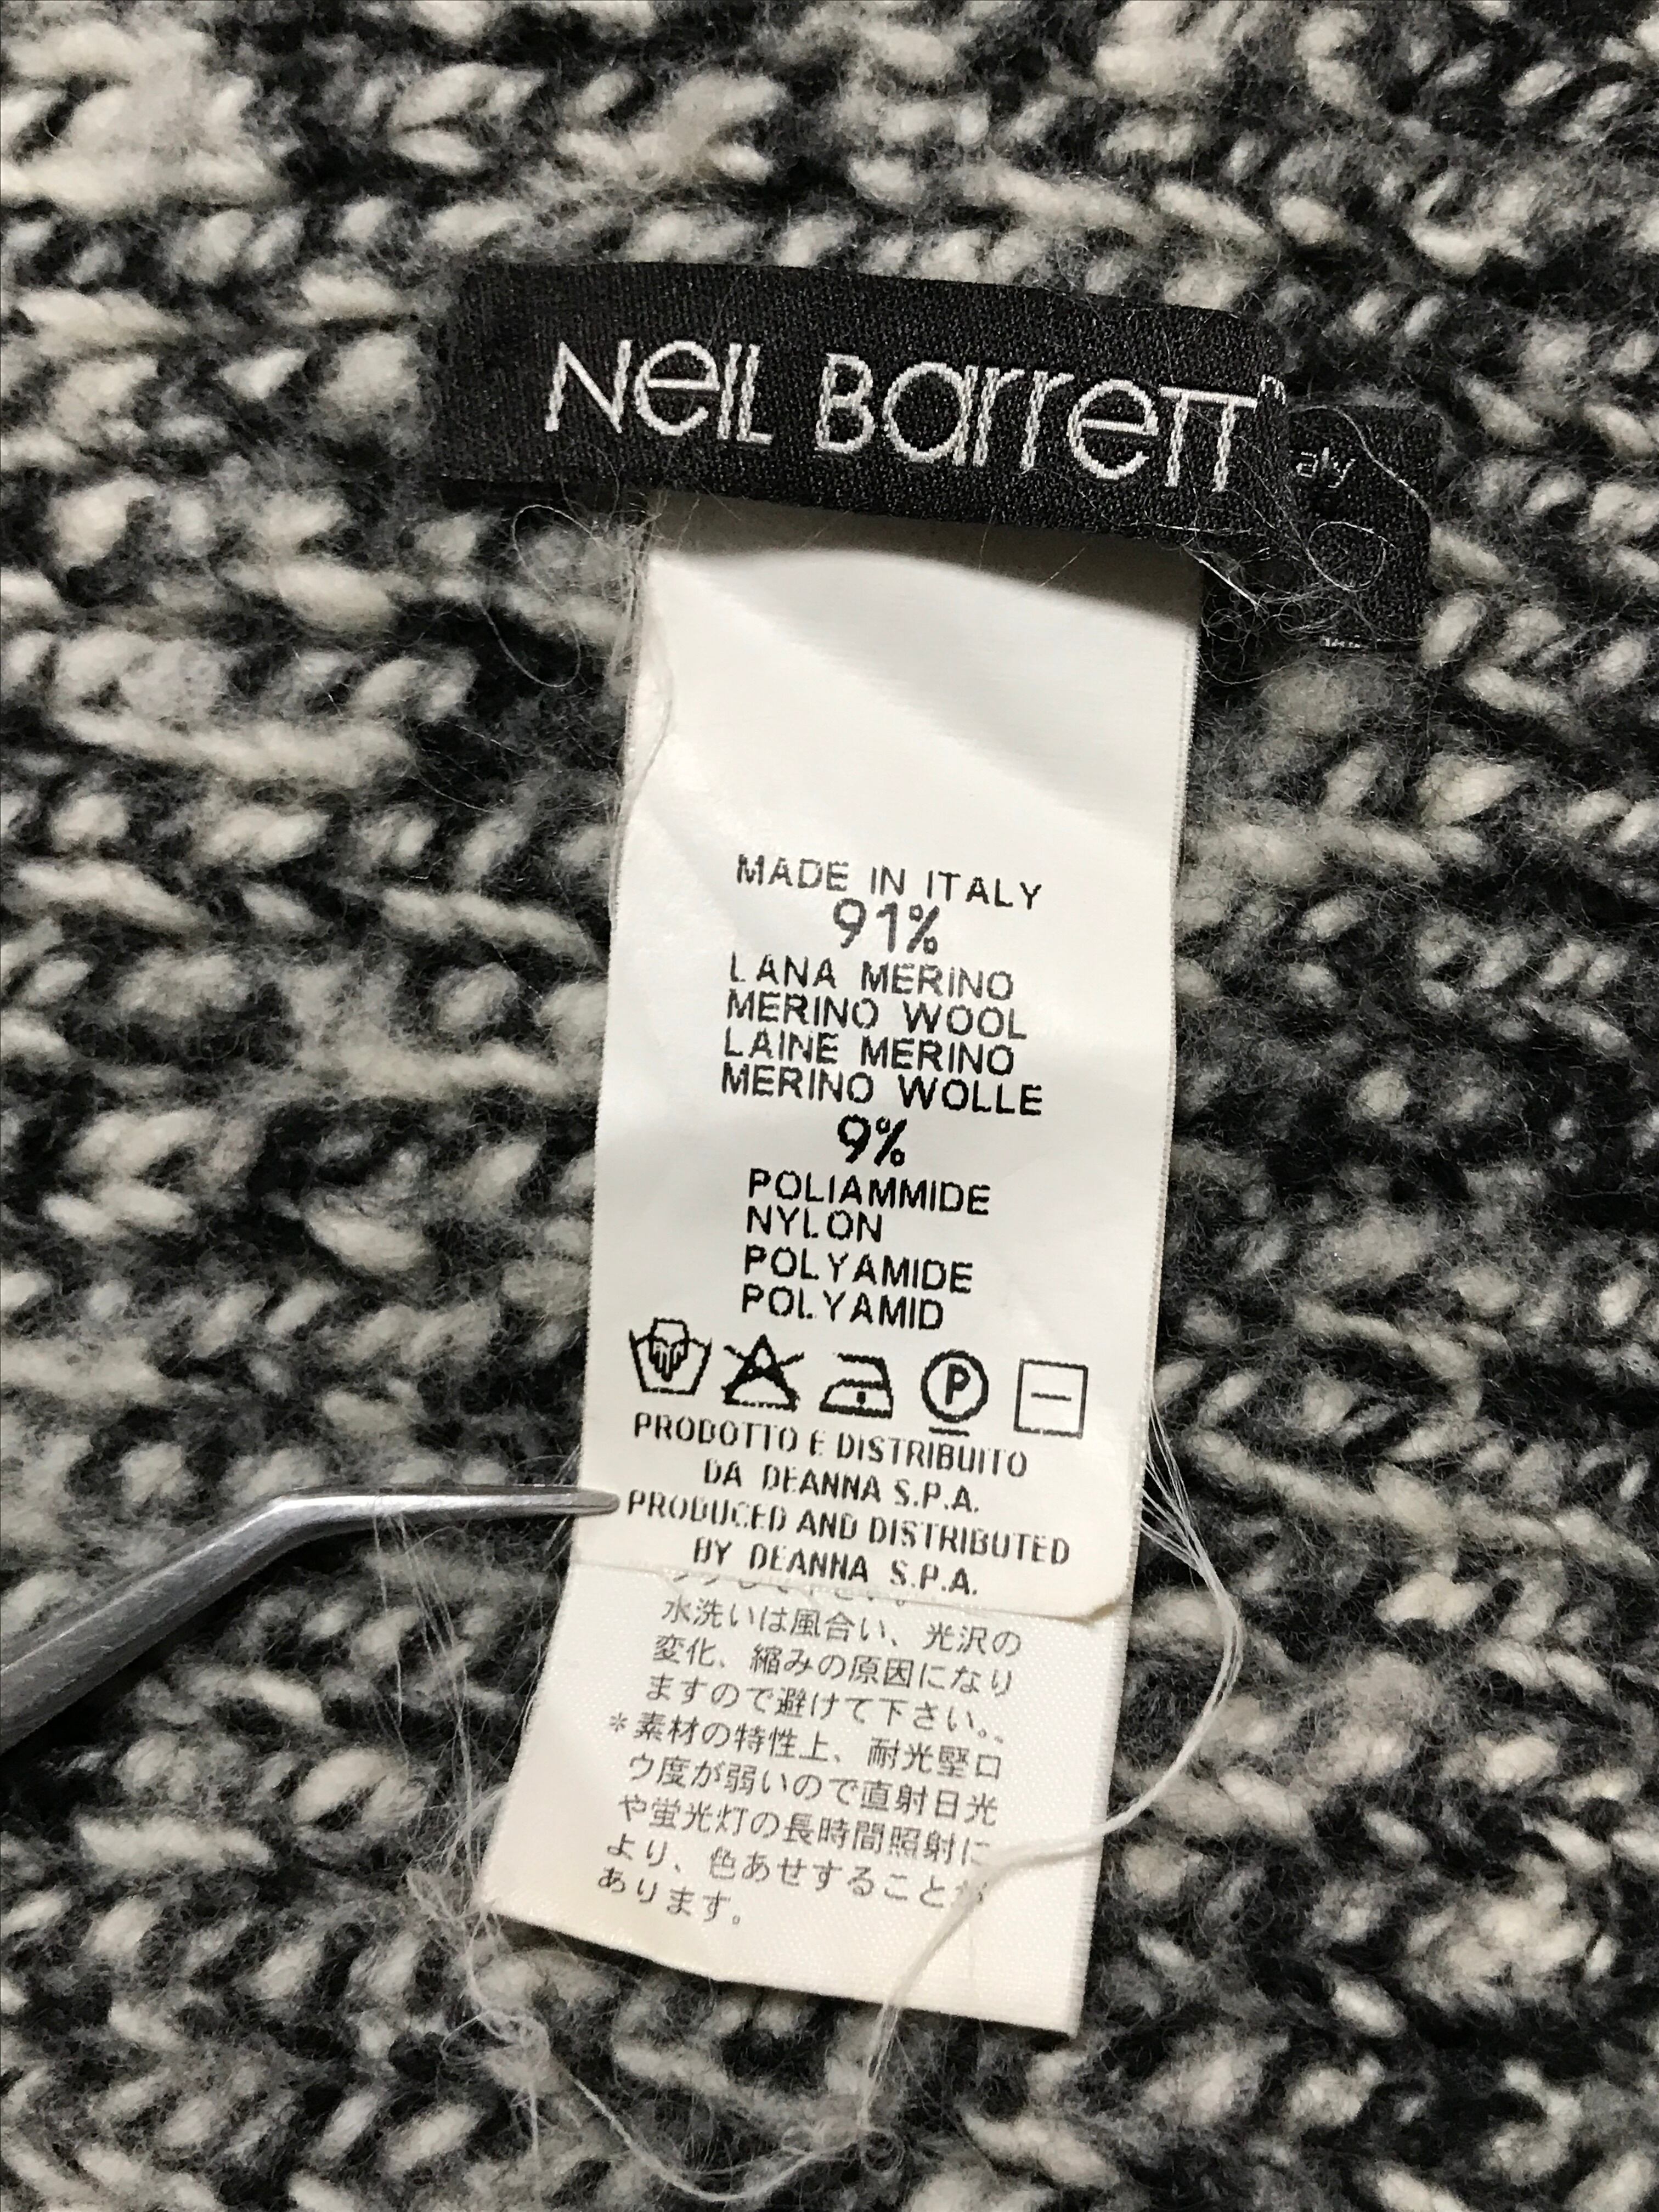 Neil Barrett
aly
MADE IN ITALY
91%
LANA MERINO
MERINO WOOL
LAINE MERINO
MERINO WOLLE
9%
POLIAMMIDE
NYLON
POLYAMIDE
POLYAMID
P
PRODOTTO E DISTRIBUITO
DA DEANNA S.P.A.
PRODUCED AND DISTRIBUTED
BY DEANNA S.P.A.
水洗いは風合い、光沢の
変化、縮みの原因になり
ますので避けて下さい。、
*素材の特性上、耐光堅ロ
ウ度が弱いので直射日光
や蛍光灯の長時間照射に
より、色あせすることが
あります。